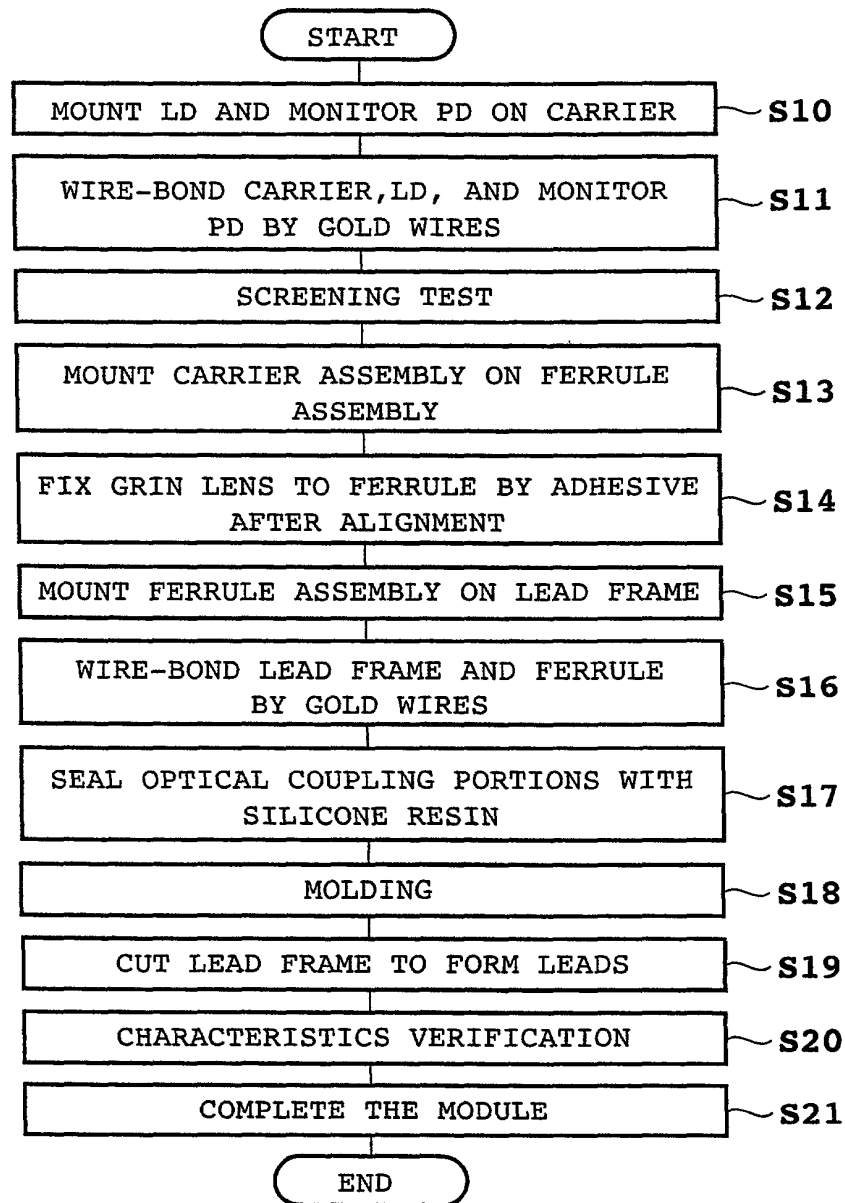 START
MOUNT LD AND MONITOR PD ON CARRIER
S10
WIRE-BOND CARRIER,LD, AND MONITOR
PD BY GOLD WIRES
S11
SCREENING TEST
S12
MOUNT CARRIER ASSEMBLY ON FERRULE
ASSEMBLY
S13
FIX GRIN LENS TO FERRULE BY ADHESIVE
AFTER ALIGNMENT
S14
MOUNT FERRULE ASSEMBLY ON LEAD FRAME
S15
WIRE-BOND LEAD FRAME AND FERRULE
BY GOLD WIRES
S16
SEAL OPTICAL COUPLING PORTIONS WITH
SILICONE RESIN
S17
MOLDING
S18
CUT LEAD FRAME TO FORM LEADS
S19
CHARACTERISTICS VERIFICATION
S20
COMPLETE THE MODULE
S21
END